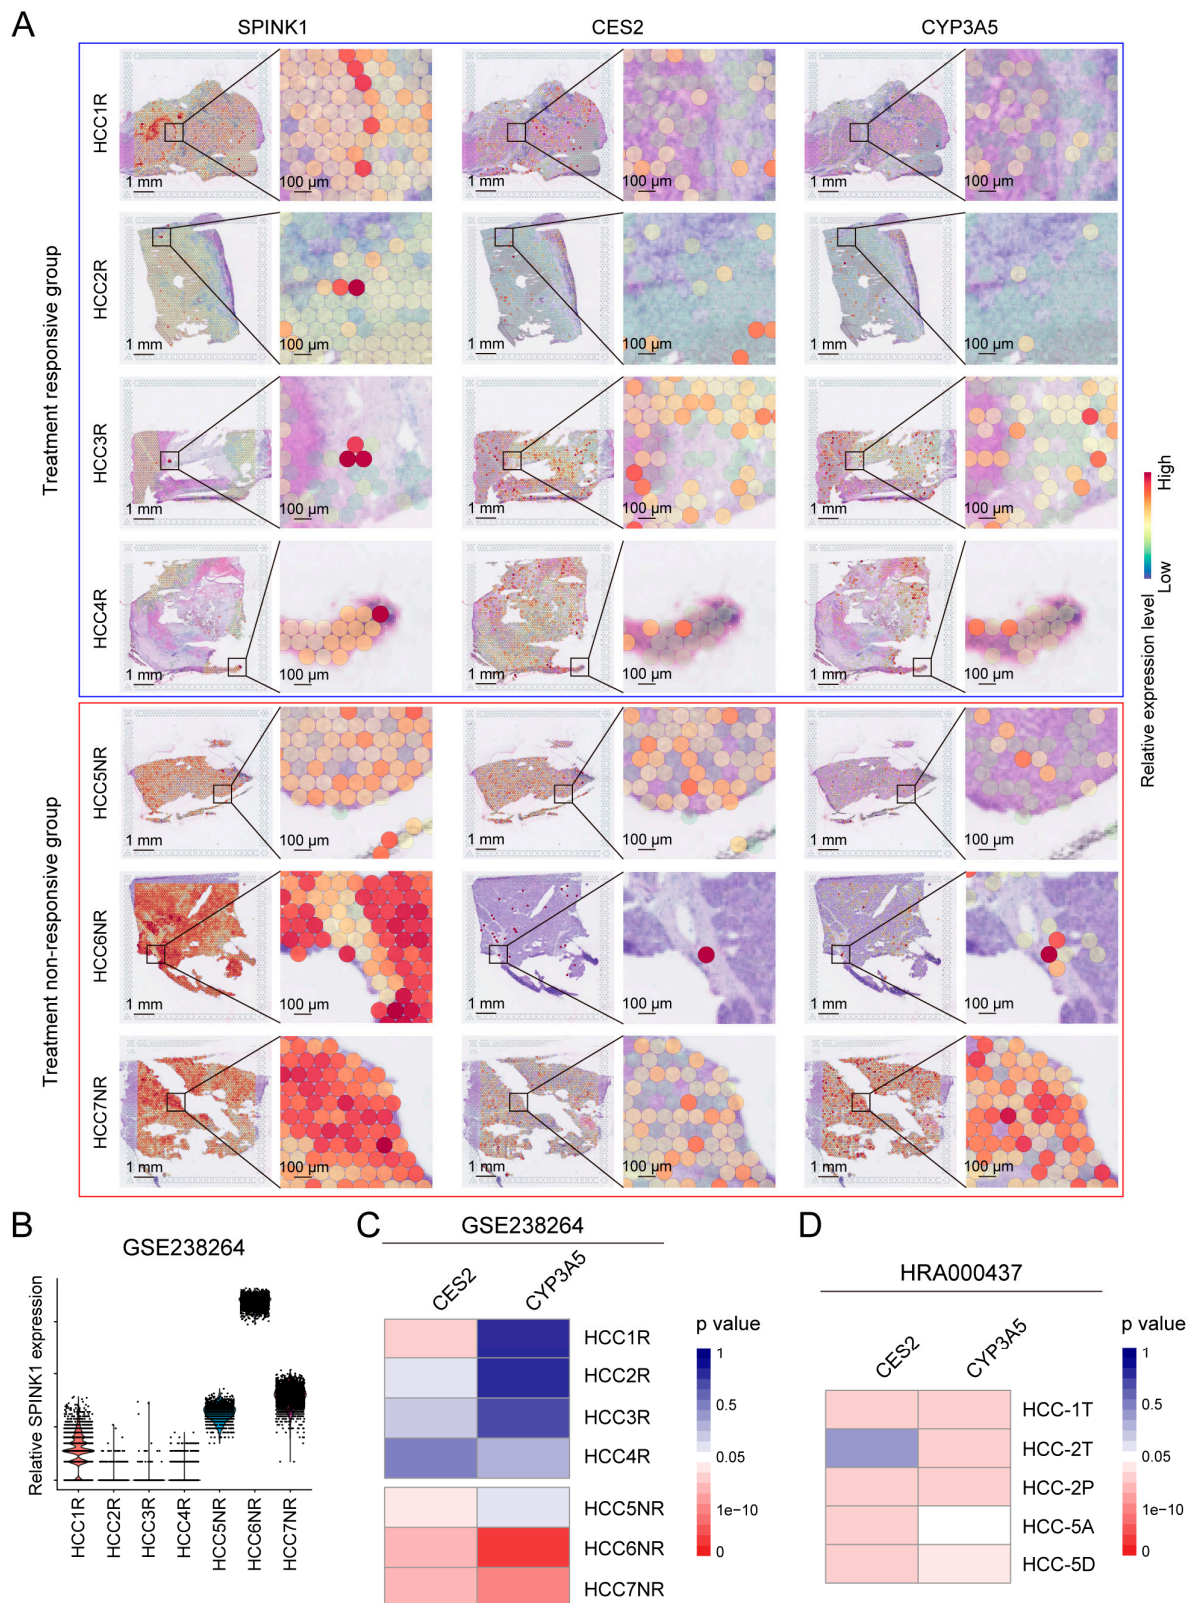 A
SPINK1 CES2 CYP3A5
Treatment responsive group
HCC1R
1 mm 100 µm 1 mm 100 µm 1 mm 100 µm
HCC2R
1 mm 100 µm 1 mm 100 µm 1 mm 100 µm
HCC3R
1 mm 100 µm 1 mm 100 µm 1 mm 100 µm
HCC4R
1 mm 100 µm 1 mm 100 µm 1 mm 100 µm
Relative expression level
Low High
Treatment non-responsive group
HCC5NR
1 mm 100 µm 1 mm 100 µm 1 mm 100 µm
HCC6NR
1 mm 100 µm 1 mm 100 µm 1 mm 100 µm
HCC7NR
1 mm 100 µm 1 mm 100 µm 1 mm 100 µm
B
GSE238264
Relative SPINK1 expression
HCC1R
HCC2R
HCC3R
HCC4R
HCC5NR
HCC6NR
HCC7NR
C
GSE238264
CES2
CYP3A5
HCC1R
HCC2R
HCC3R
HCC4R
HCC5NR
HCC6NR
HCC7NR
p value
1
0.5
0.05
1e−10
0
D
HRA000437
CES2
CYP3A5
HCC-1T
HCC-2T
HCC-2P
HCC-5A
HCC-5D
p value
1
0.5
0.05
1e−10
0